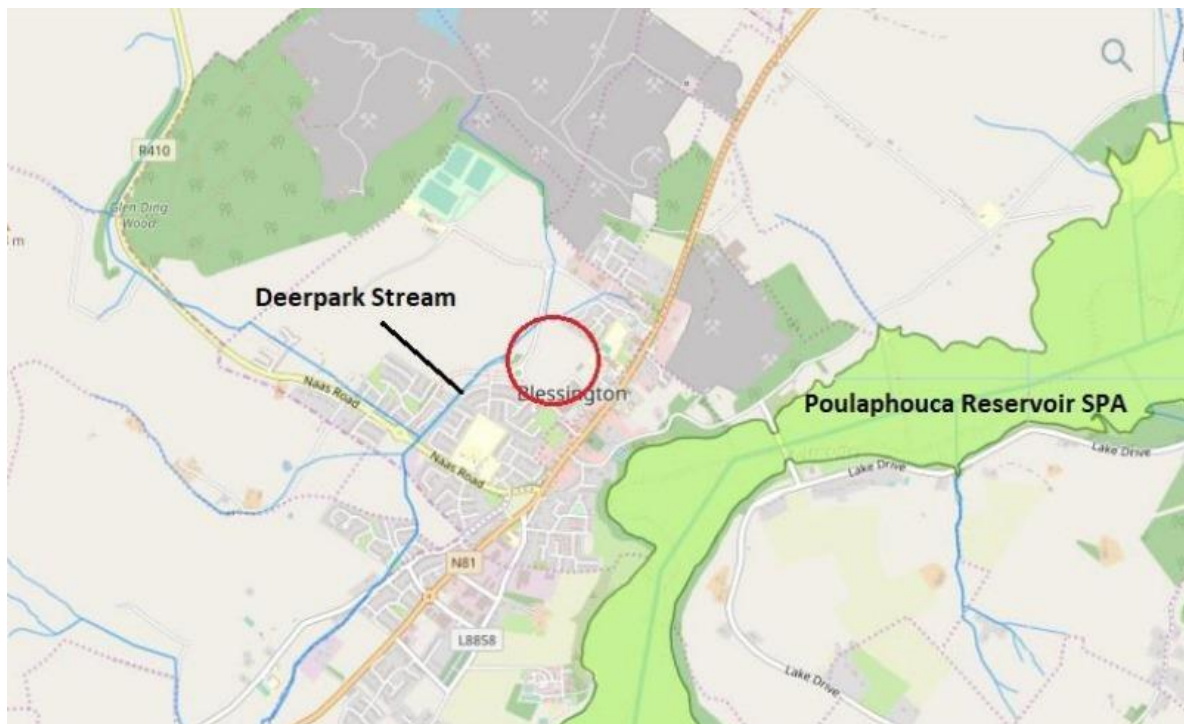 R410
Glen Ding
Wood
m
Deerpark Stream
Naas Road
Blessington
Poulaphouca Reservoir SPA
Lake Drive
Lake Drive
Naas Road
N81
L8858
Lake Drive